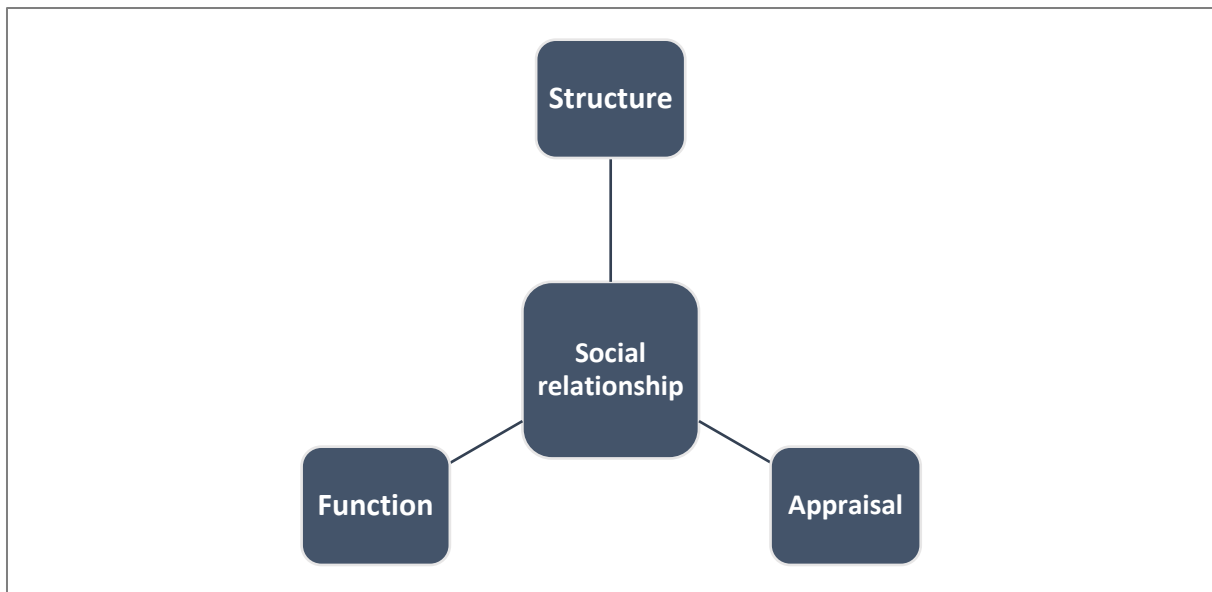 Structure
Social
relationship
Function
Appraisal